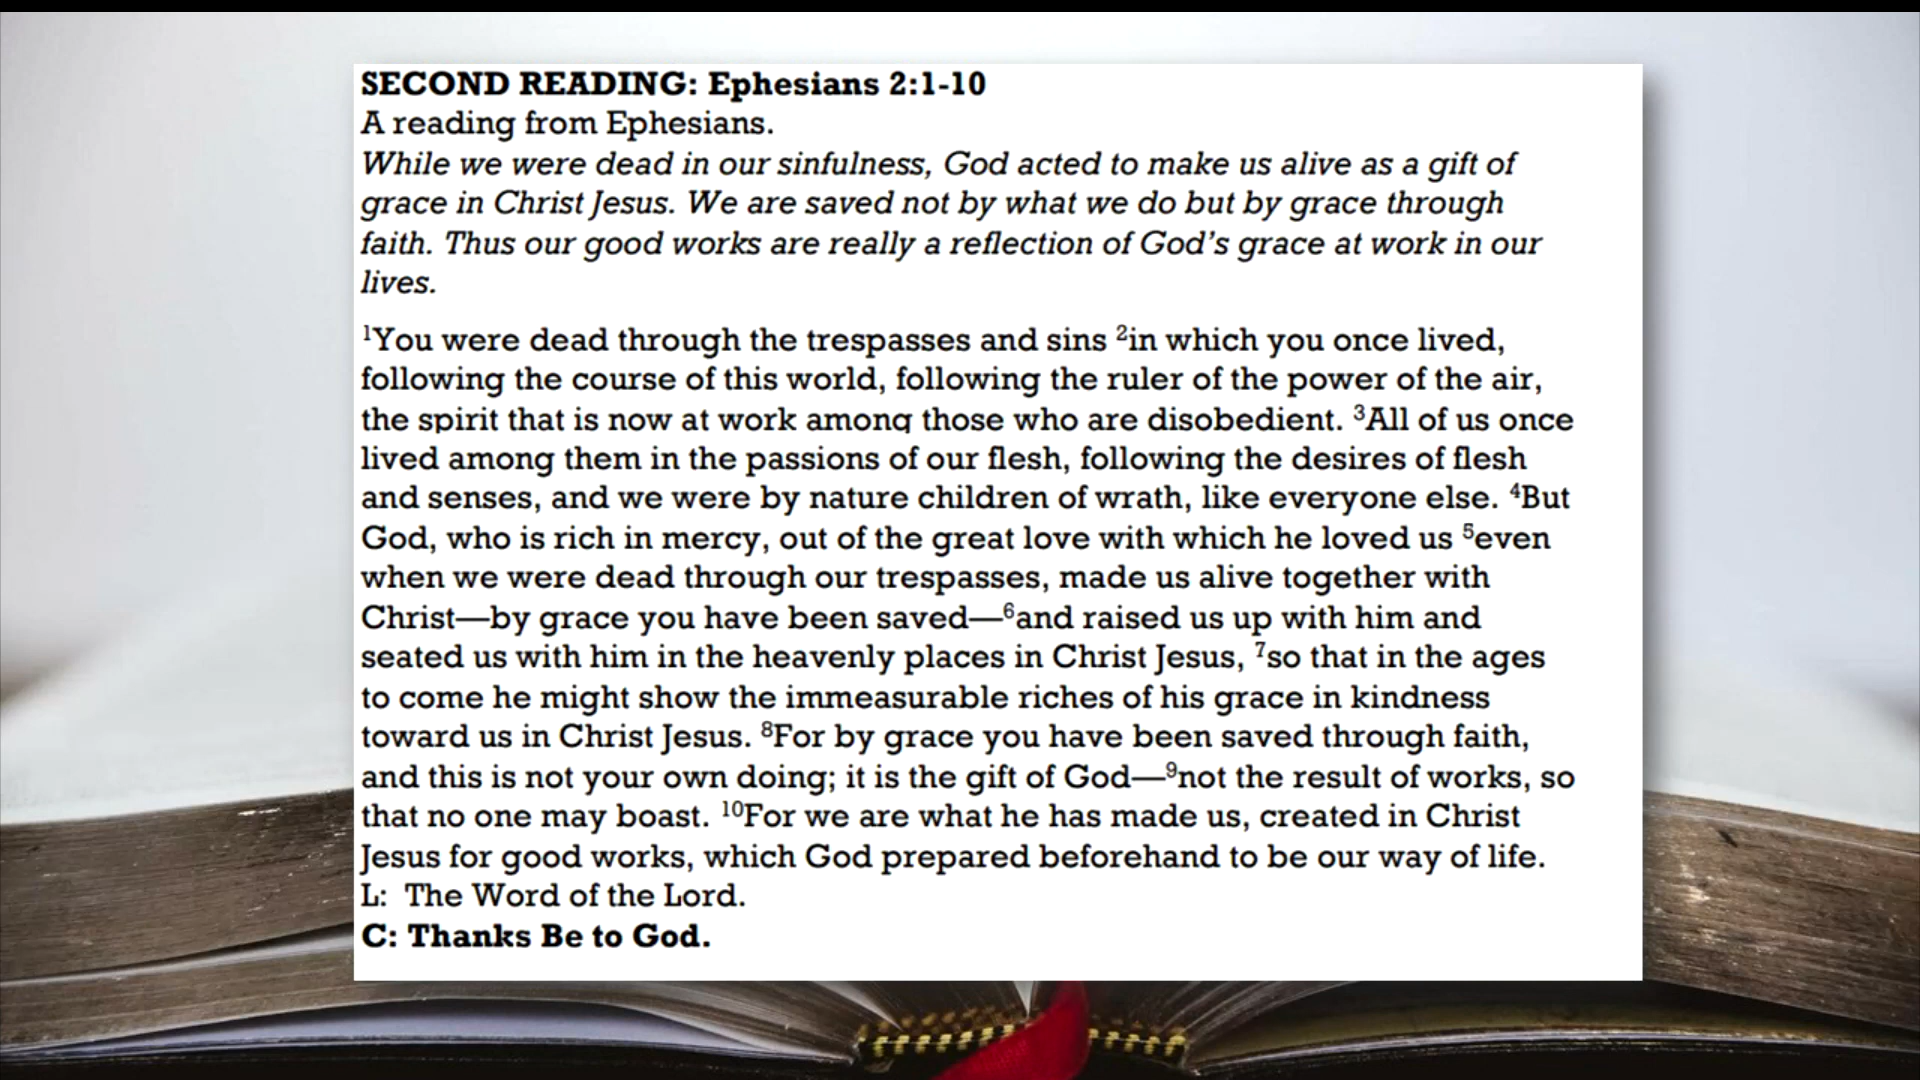 SECOND READING: Ephesians 2:1-10
A reading from Ephesians.
While we were dead in our sinfulness, God acted to make us alive as a gift of
grace in Christ Jesus. We are saved not by what we do but by grace through
faith. Thus our good works are really a reflection of God's grace at work in our
lives.
¹You were dead through the trespasses and sins ²in which you once lived,
following the course of this world, following the ruler of the power of the air,
the spirit that is now at work among those who are disobedient. ³All of us once
lived among them in the passions of our flesh, following the desires of flesh
and senses, and we were by nature children of wrath, like everyone else. ⁴But
God, who is rich in mercy, out of the great love with which he loved us ⁵even
when we were dead through our trespasses, made us alive together with
Christ—by grace you have been saved—⁶and raised us up with him and
seated us with him in the heavenly places in Christ Jesus, ⁷so that in the ages
to come he might show the immeasurable riches of his grace in kindness
toward us in Christ Jesus. ⁸For by grace you have been saved through faith,
and this is not your own doing; it is the gift of God—⁹not the result of works, so
that no one may boast. ¹⁰For we are what he has made us, created in Christ
Jesus for good works, which God prepared beforehand to be our way of life.
L: The Word of the Lord.
C: Thanks Be to God.